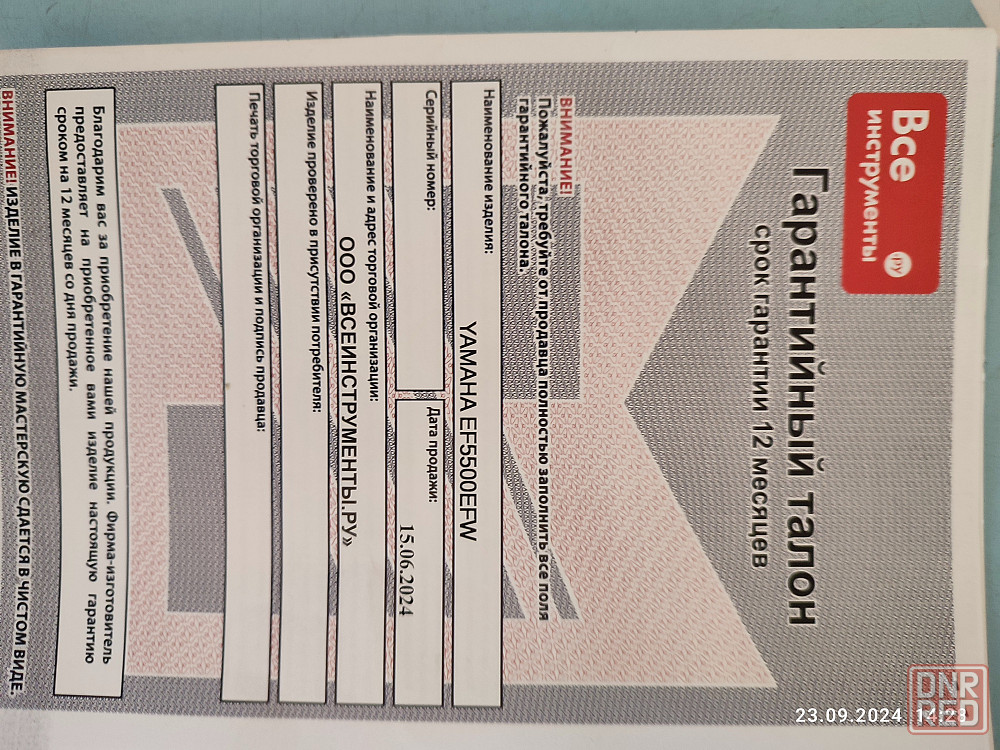 Все
инструменты
.ру
Гарантийный талон
срок гарантии 12 месяцев
ВНИМАНИЕ!
Пожалуйста, требуйте от продавца полностью заполнить все поля
гарантийного талона.
Наименование изделия:
YAMAHA EF5500EFW
Серийный номер:
Дата продажи:
15.06.2024
Наименование и адрес торговой организации:
ООО «ВСЕИНСТРУМЕНТЫ.РУ»
Изделие проверено в присутствии потребителя:
Печать торговой организации и подпись продавца:
Благодарим вас за приобретение нашей продукции. Фирма-изготовитель
предоставляет на приобретенное вами изделие настоящую гарантию
сроком на 12 месяцев со дня продажи.
ВНИМАНИЕ! ИЗДЕЛИЕ В ГАРАНТИЙНУЮ МАСТЕРСКУЮ СДАЕТСЯ В ЧИСТОМ ВИДЕ.
23.09.2024 14:23
DNR
RED